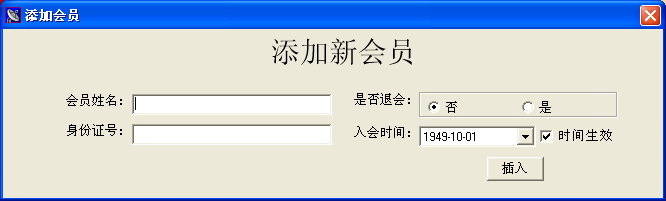 添加会员
添加新会员
会员姓名： 是否退会： 否 是
身份证号： 入会时间： 1949-10-01 时间生效
插入